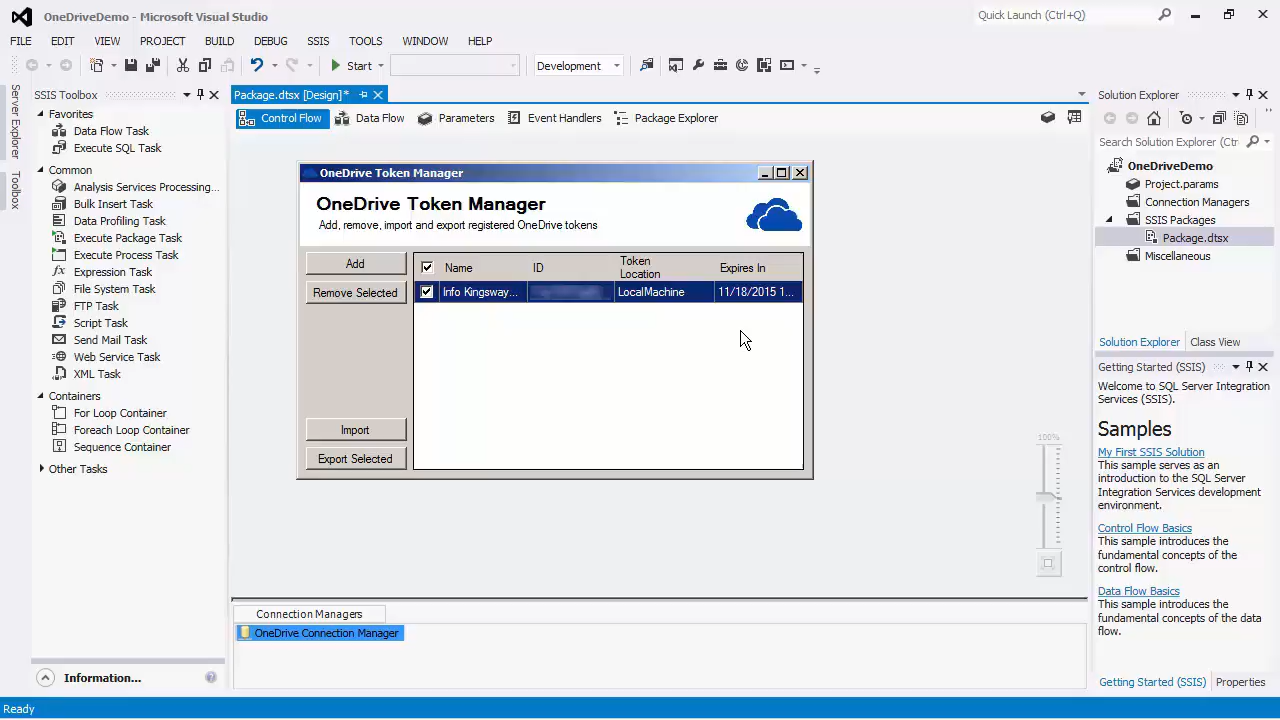 OneDriveDemo - Microsoft Visual Studio
Quick Launch (Ctrl+Q)
FILE EDIT VIEW PROJECT BUILD DEBUG SSIS TOOLS WINDOW HELP
Start
Development
Server Explorer
Toolbox
SSIS Toolbox
Favorites
Data Flow Task
Execute SQL Task
Common
Analysis Services Processing...
Bulk Insert Task
Data Profiling Task
Execute Package Task
Execute Process Task
Expression Task
File System Task
FTP Task
Script Task
Send Mail Task
Web Service Task
XML Task
Containers
For Loop Container
Foreach Loop Container
Sequence Container
Other Tasks
Information...
Package.dtsx [Design]*
Control Flow Data Flow Parameters Event Handlers Package Explorer
OneDrive Token Manager
OneDrive Token Manager
Add, remove, import and export registered OneDrive tokens
Add
Remove Selected
Import
Export Selected
Name ID Token Location Expires In
Info Kingsway... LocalMachine 11/18/2015 1...
100%
Connection Managers
OneDrive Connection Manager
Solution Explorer
Search Solution Explorer (Ctr
OneDriveDemo
Project.params
Connection Managers
SSIS Packages
Package.dtsx
Miscellaneous
Solution Explorer Class View
Getting Started (SSIS)
Welcome to SQL Server Integration
Services (SSIS).
Samples
My First SSIS Solution
This sample serves as an
introduction to the SQL Server
Integration Services development
environment.
Control Flow Basics
This sample introduces the
fundamental concepts of the
control flow.
Data Flow Basics
This sample introduces the
fundamental concepts of the data
flow.
Getting Started (SSIS) Properties
Ready